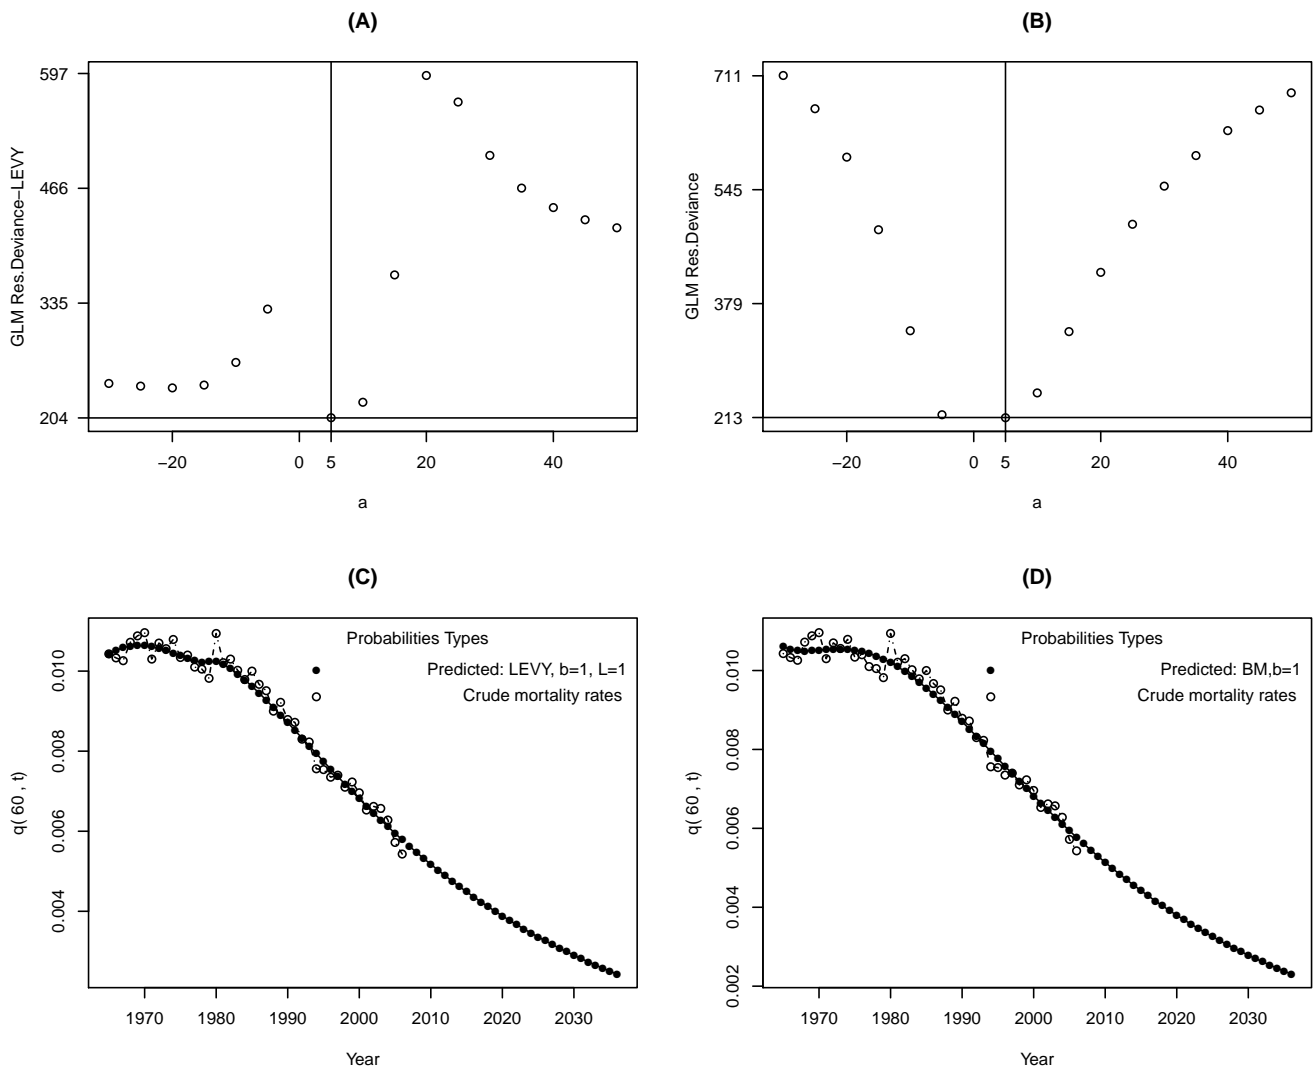 (A)
GLM Res.Deviance−LEVY
597
466
335
204
−20 0 5 20 40
a
(B)
GLM Res.Deviance
711
545
379
213
−20 0 5 20 40
a
(C)
q( 60 , t)
0.010
0.008
0.006
0.004
Probabilities Types
Predicted: LEVY, b=1, L=1
Crude mortality rates
1970 1980 1990 2000 2010 2020 2030
Year
(D)
q( 60 , t)
0.010
0.008
0.006
0.004
0.002
Probabilities Types
Predicted: BM,b=1
Crude mortality rates
1970 1980 1990 2000 2010 2020 2030
Year